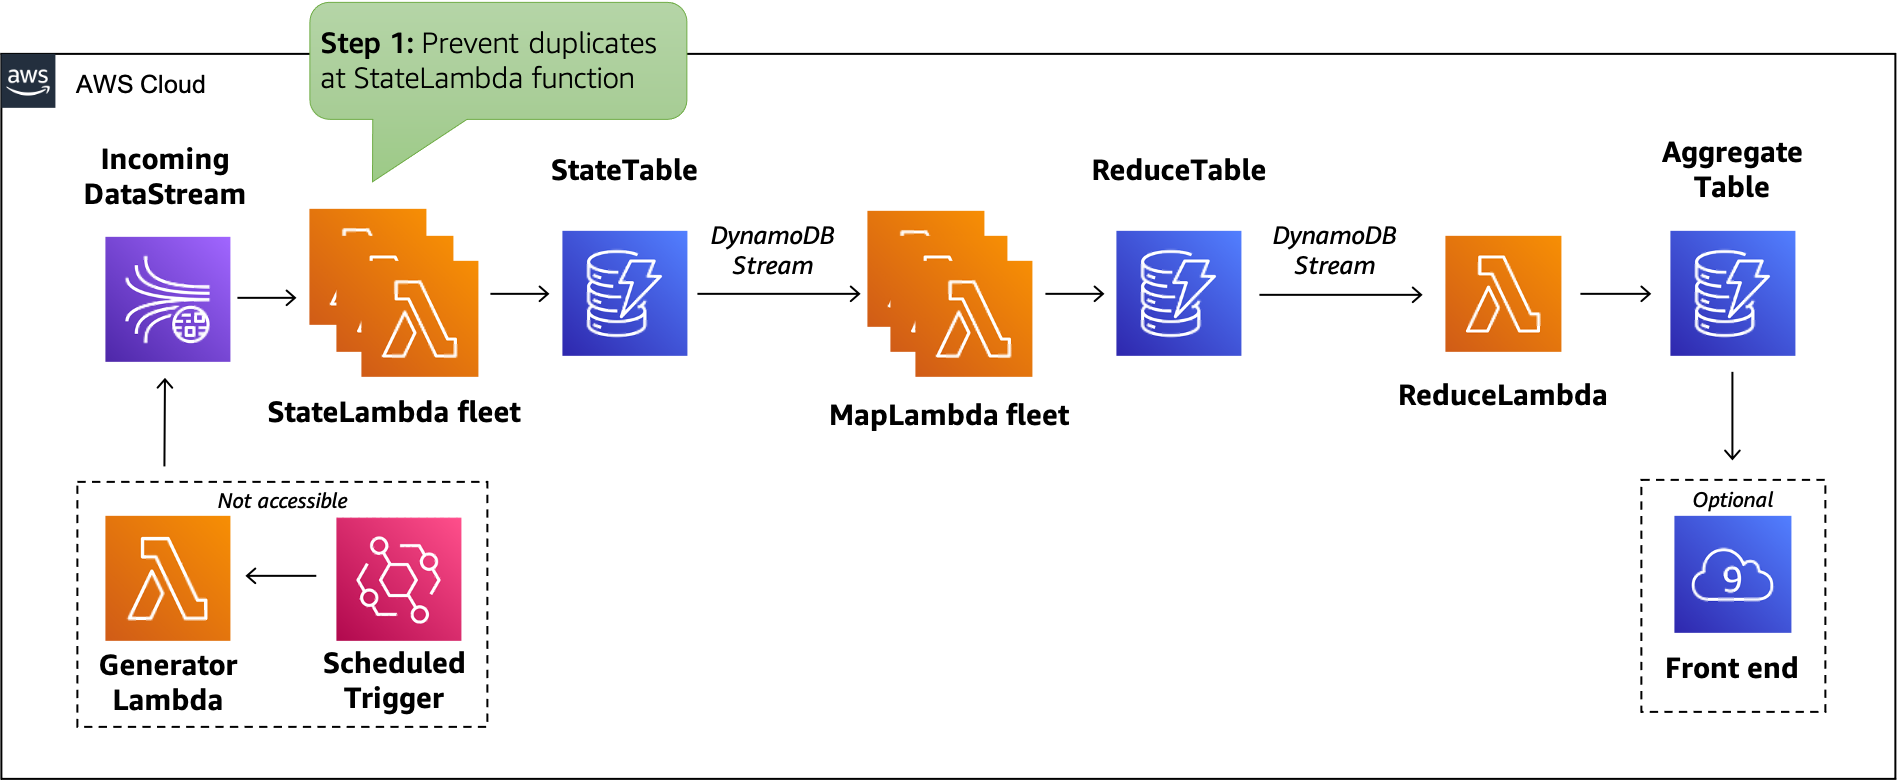 Step 1: Prevent duplicates
at StateLambda function
aws
AWS Cloud
Incoming
DataStream
StateLambda fleet
StateTable
DynamoDB
Stream
MapLambda fleet
ReduceTable
DynamoDB
Stream
ReduceLambda
Aggregate
Table
Not accessible
Generator
Lambda
Scheduled
Trigger
Optional
9
Front end